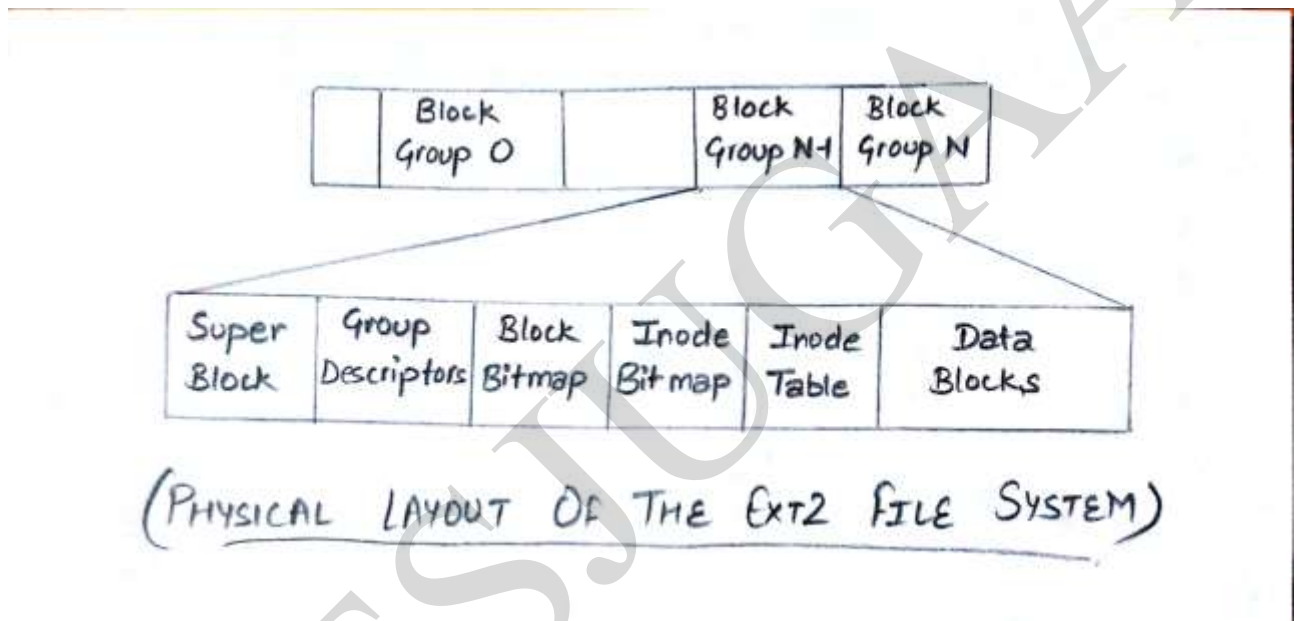 Block
Group 0
Block
Group N-1
Block
Group N
Super
Block
Group
Descriptors
Block
Bitmap
Inode
Bitmap
Inode
Table
Data
Blocks
(PHYSICAL LAYOUT OF THE EXT2 FILE SYSTEM)